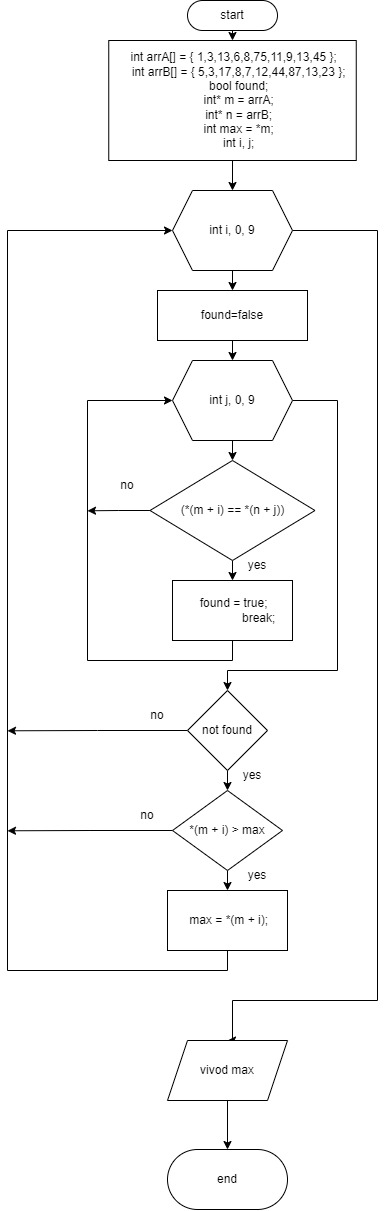 start
int arrA[] = { 1,3,13,6,8,75,11,9,13,45 };
int arrB[] = { 5,3,17,8,7,12,44,87,13,23 };
bool found;
int* m = arrA;
int* n = arrB;
int max = *m;
int i, j;
int i, 0, 9
found=false
int j, 0, 9
(*(m + i) == *(n + j))
no
yes
found = true;
break;
not found
no
yes
*(m + i) > max
no
yes
max = *(m + i);
vivod max
end